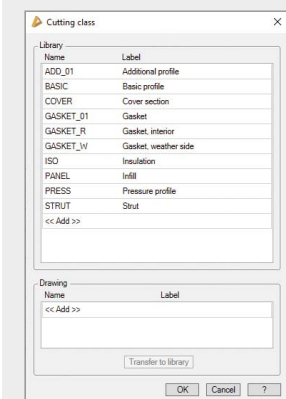 Cutting class
Library
Name Label
ADD_01 Additional profile
BASIC Basic profile
COVER Cover section
GASKET_01 Gasket
GASKET_R Gasket, interior
GASKET_W Gasket, weather side
ISO Insulation
PANEL Infill
PRESS Pressure profile
STRUT Strut
<< Add >>
Drawing
Name Label
<< Add >>
Transfer to library
OK Cancel ?